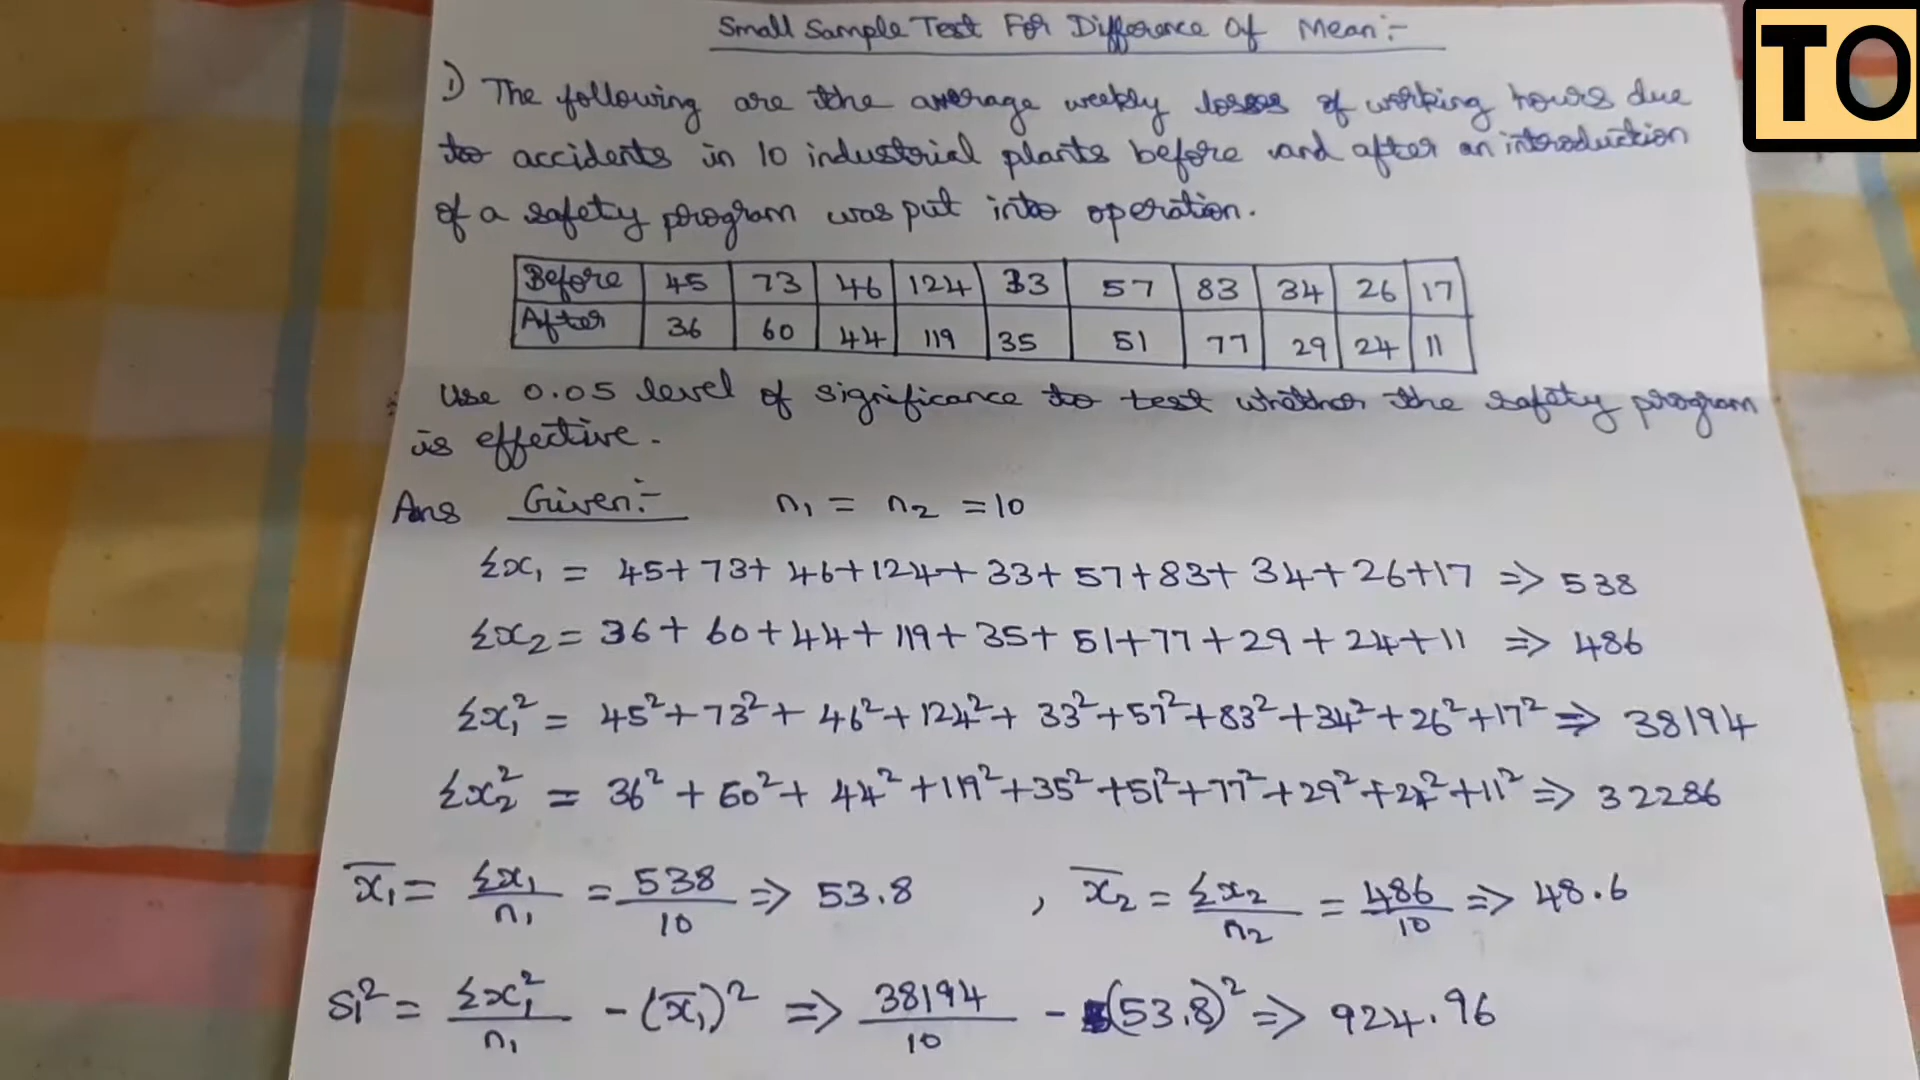 Small Sample Test For Difference Of Mean:-
TO
1) The following are the average weekly losses of working hours due
to accidents in 10 industrial plants before and after an introduction
of a safety program was put into operation.
Before 45 73 46 124 33 57 83 34 26 17
After 36 60 44 119 35 51 77 29 24 11
Use 0.05 level of significance to test whether the safety program
is effective.
Ans Given:- n₁ = n₂ = 10
Σx₁ = 45+73+46+124+33+57+83+34+26+17 => 538
Σx₂ = 36+60+44+119+35+51+77+29+24+11 => 486
Σx₁² = 45²+73²+46²+124²+33²+57²+83²+34²+26²+17² => 38194
Σx₂² = 36²+60²+44²+119²+35²+51²+77²+29²+24²+11² => 32286
x̄₁ = Σx₁/n₁ = 538/10 => 53.8 , x̄₂ = Σx₂/n₂ = 486/10 => 48.6
S₁² = Σx₁²/n₁ - (x̄₁)² => 38194/10 - (53.8)² => 924.96